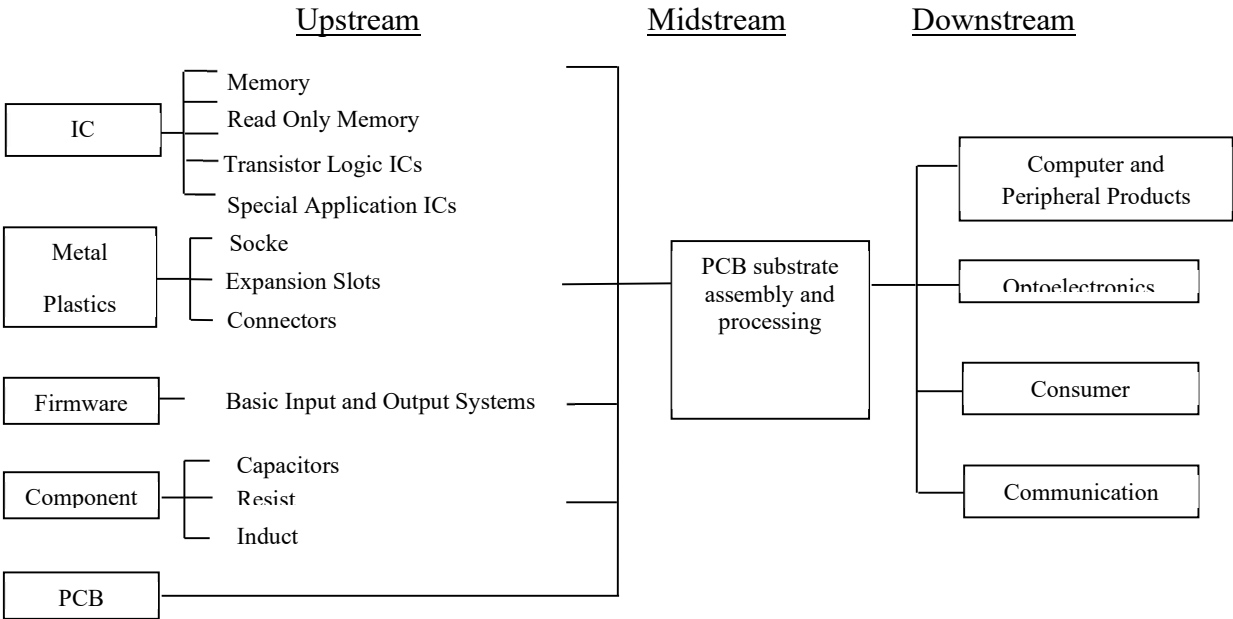 Upstream
Midstream
Downstream
IC
Memory
Read Only Memory
Transistor Logic ICs
Special Application ICs
Metal
Plastics
Socke
Expansion Slots
Connectors
Firmware
Basic Input and Output Systems
Component
Capacitors
Resist
Induct
PCB
PCB substrate
assembly and
processing
Computer and
Peripheral Products
Optoelectronics
Consumer
Communication